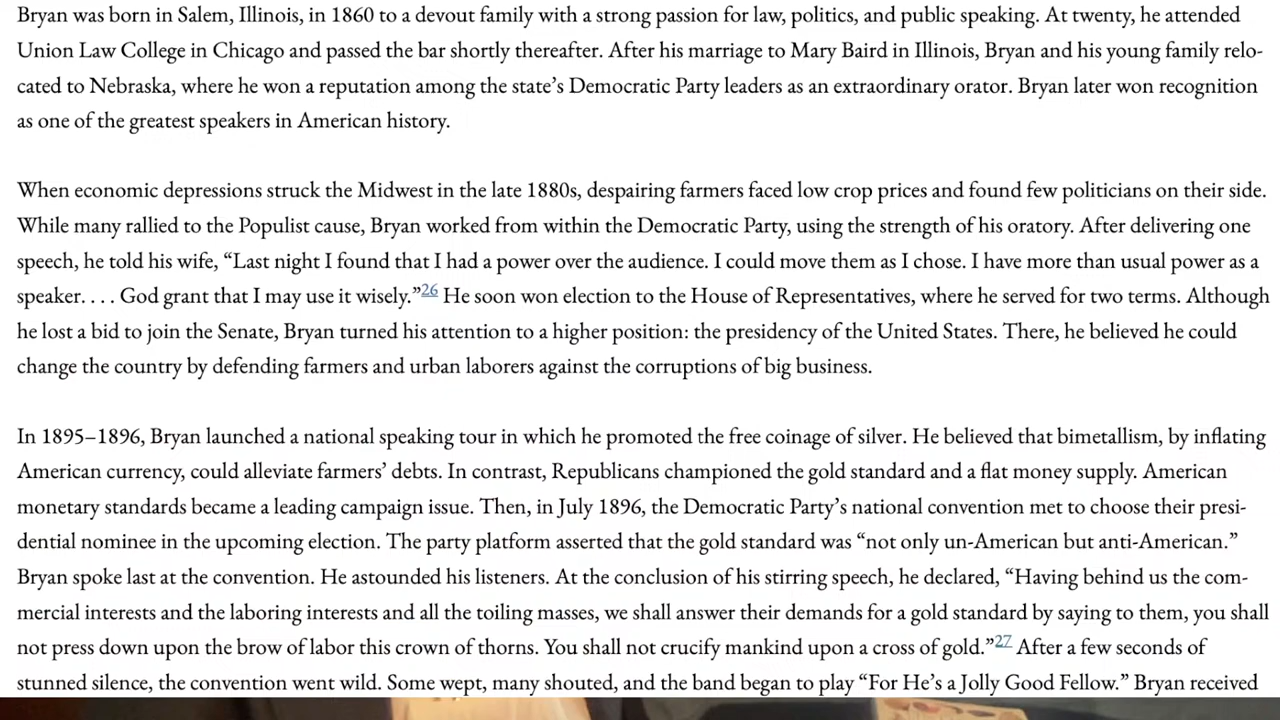 Bryan was born in Salem, Illinois, in 1860 to a devout family with a strong passion for law, politics, and public speaking. At twenty, he attended
Union Law College in Chicago and passed the bar shortly thereafter. After his marriage to Mary Baird in Illinois, Bryan and his young family relo-
cated to Nebraska, where he won a reputation among the state’s Democratic Party leaders as an extraordinary orator. Bryan later won recognition
as one of the greatest speakers in American history.
When economic depressions struck the Midwest in the late 1880s, despairing farmers faced low crop prices and found few politicians on their side.
While many rallied to the Populist cause, Bryan worked from within the Democratic Party, using the strength of his oratory. After delivering one
speech, he told his wife, “Last night I found that I had a power over the audience. I could move them as I chose. I have more than usual power as a
speaker. . . . God grant that I may use it wisely.”26 He soon won election to the House of Representatives, where he served for two terms. Although
he lost a bid to join the Senate, Bryan turned his attention to a higher position: the presidency of the United States. There, he believed he could
change the country by defending farmers and urban laborers against the corruptions of big business.
In 1895–1896, Bryan launched a national speaking tour in which he promoted the free coinage of silver. He believed that bimetallism, by inflating
American currency, could alleviate farmers’ debts. In contrast, Republicans championed the gold standard and a flat money supply. American
monetary standards became a leading campaign issue. Then, in July 1896, the Democratic Party’s national convention met to choose their presi-
dential nominee in the upcoming election. The party platform asserted that the gold standard was “not only un-American but anti-American.”
Bryan spoke last at the convention. He astounded his listeners. At the conclusion of his stirring speech, he declared, “Having behind us the com-
mercial interests and the laboring interests and all the toiling masses, we shall answer their demands for a gold standard by saying to them, you shall
not press down upon the brow of labor this crown of thorns. You shall not crucify mankind upon a cross of gold.”27 After a few seconds of
stunned silence, the convention went wild. Some wept, many shouted, and the band began to play “For He’s a Jolly Good Fellow.” Bryan received